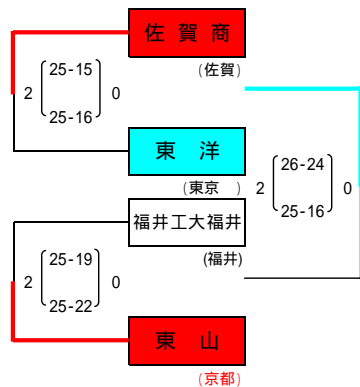 佐 賀 商
(佐賀)
25-15
2 0
25-16
東 洋
(東京 )
26-24
2 0
25-16
福井工大福井
(福井)
25-19
2 0
25-22
東 山
(京都)